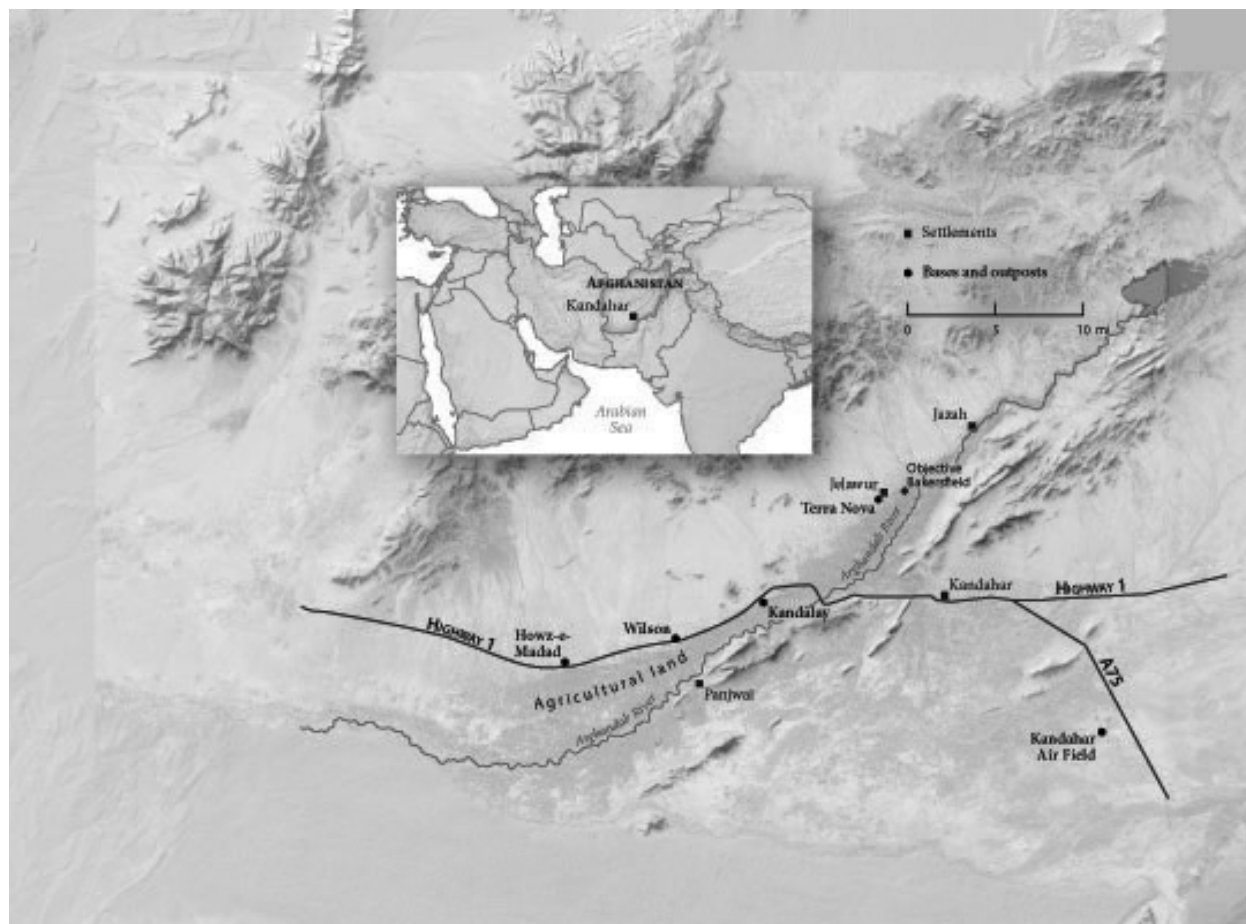 AFGHANISTAN
Kandahar
Arabian
Sea
Settlements
Bases and outposts
0 5 10 mi
Jazah
Objective
Bakersfield
Jelawur
Terra Nova
Arghandab River
Kandahar
HIGHWAY 1
Kandalay
Wilson
HIGHWAY 1
Howz-e-
Madad
Agricultural land
Panjwai
Arghandab River
A75
Kandahar
Air Field